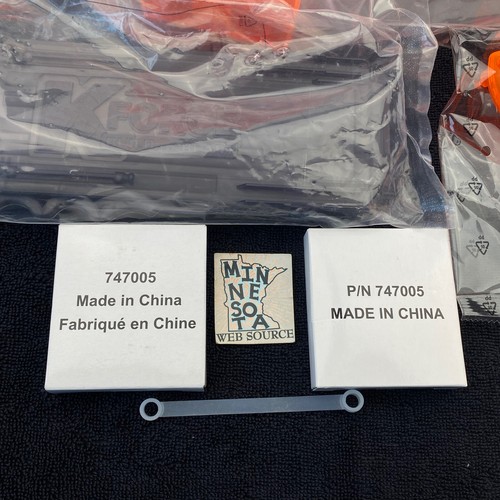 747005
Made in China
Fabriqué en Chine
MIN
NE
SO
TA
WEB SOURCE
P/N 747005
MADE IN CHINA